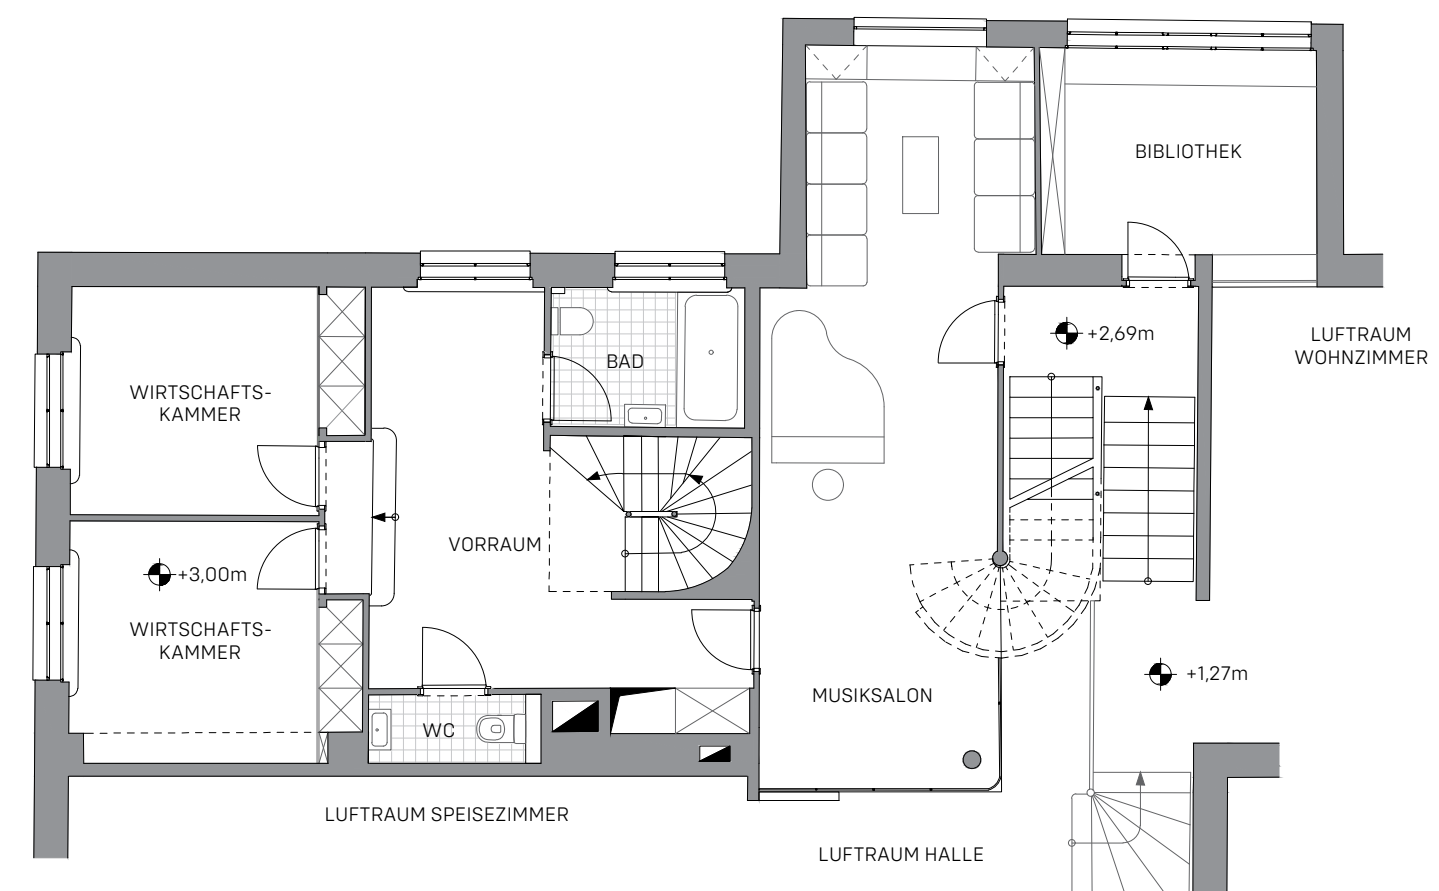 BIBLIOTHEK
+2,69m
LUFTRAUM
WOHNZIMMER
BAD
WIRTSCHAFTS-
KAMMER
VORRAUM
+3,00m
WIRTSCHAFTS-
KAMMER
+1,27m
MUSIKSALON
WC
LUFTRAUM SPEISEZIMMER
LUFTRAUM HALLE